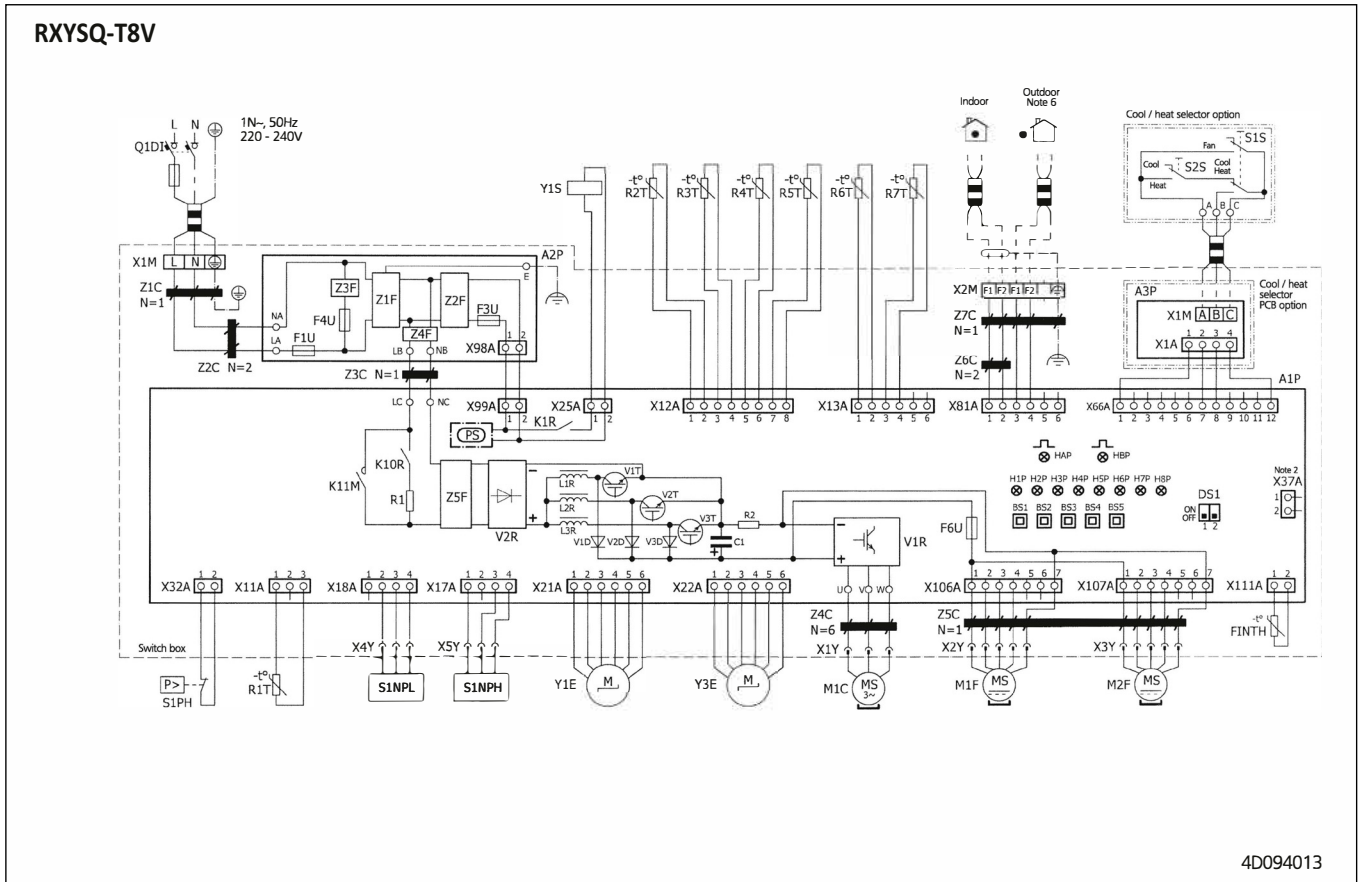 RXYSQ-T8V
Indoor
Outdoor
Note 6
Cool / heat selector option
L N
1N~, 50Hz
220 - 240V
Q1DI
Y1S
-t° R2T
-t° R3T
-t° R4T
-t° R5T
-t° R6T
-t° R7T
S1S
Fan
Cool
S2S
Cool
Heat
Heat
A B C
X1M L N
A2P
E
Z1C
N=1
NA
Z3F
Z1F
Z2F
F3U
F4U
LA
F1U
Z4F
1 2
X98A
LB NB
Z2C N=2
Z3C N=1
X2M F1 F2 F1 F2
Z7C
N=1
Z6C
N=2
A3P
Cool / heat
selector
PCB option
X1M A B C
1 2 3 4
X1A
A1P
LC NC
X99A
1 2
X25A
1 2
X12A
1 2 3 4 5 6 7 8
X13A
1 2 3 4 5 6
X81A
1 2 3 4 5 6
X66A
1 2 3 4 5 6 7 8 9 10 11 12
PS
K1R
HAP
HBP
K10R
K11M
R1
Z5F
V2R
-
+
L1R
L2R
L3R
V1T
V2T
V3T
V1D
V2D
V3D
R2
C1
+
-
+
V1R
F6U
H1P H2P H3P H4P H5P H6P H7P H8P
BS1 BS2 BS3 BS4 BS5
DS1
ON
OFF
1 2
Note 2
X37A
1
2
X32A
1 2
X11A
1 2 3
X18A
1 2 3 4
X17A
1 2 3 4
X21A
1 2 3 4 5 6
X22A
1 2 3 4 5 6
U V W
X106A
1 2 3 4 5 6 7
X107A
1 2 3 4 5 6 7
X111A
1 2
Z4C
N=6
Z5C
N=1
-t°
FINTH
Switch box
X4Y
X5Y
X1Y
X2Y
X3Y
P>
S1PH
-t°
R1T
S1NPL
S1NPH
Y1E
M
Y3E
M
M1C
MS
3~
M1F
MS
M2F
MS
4D094013